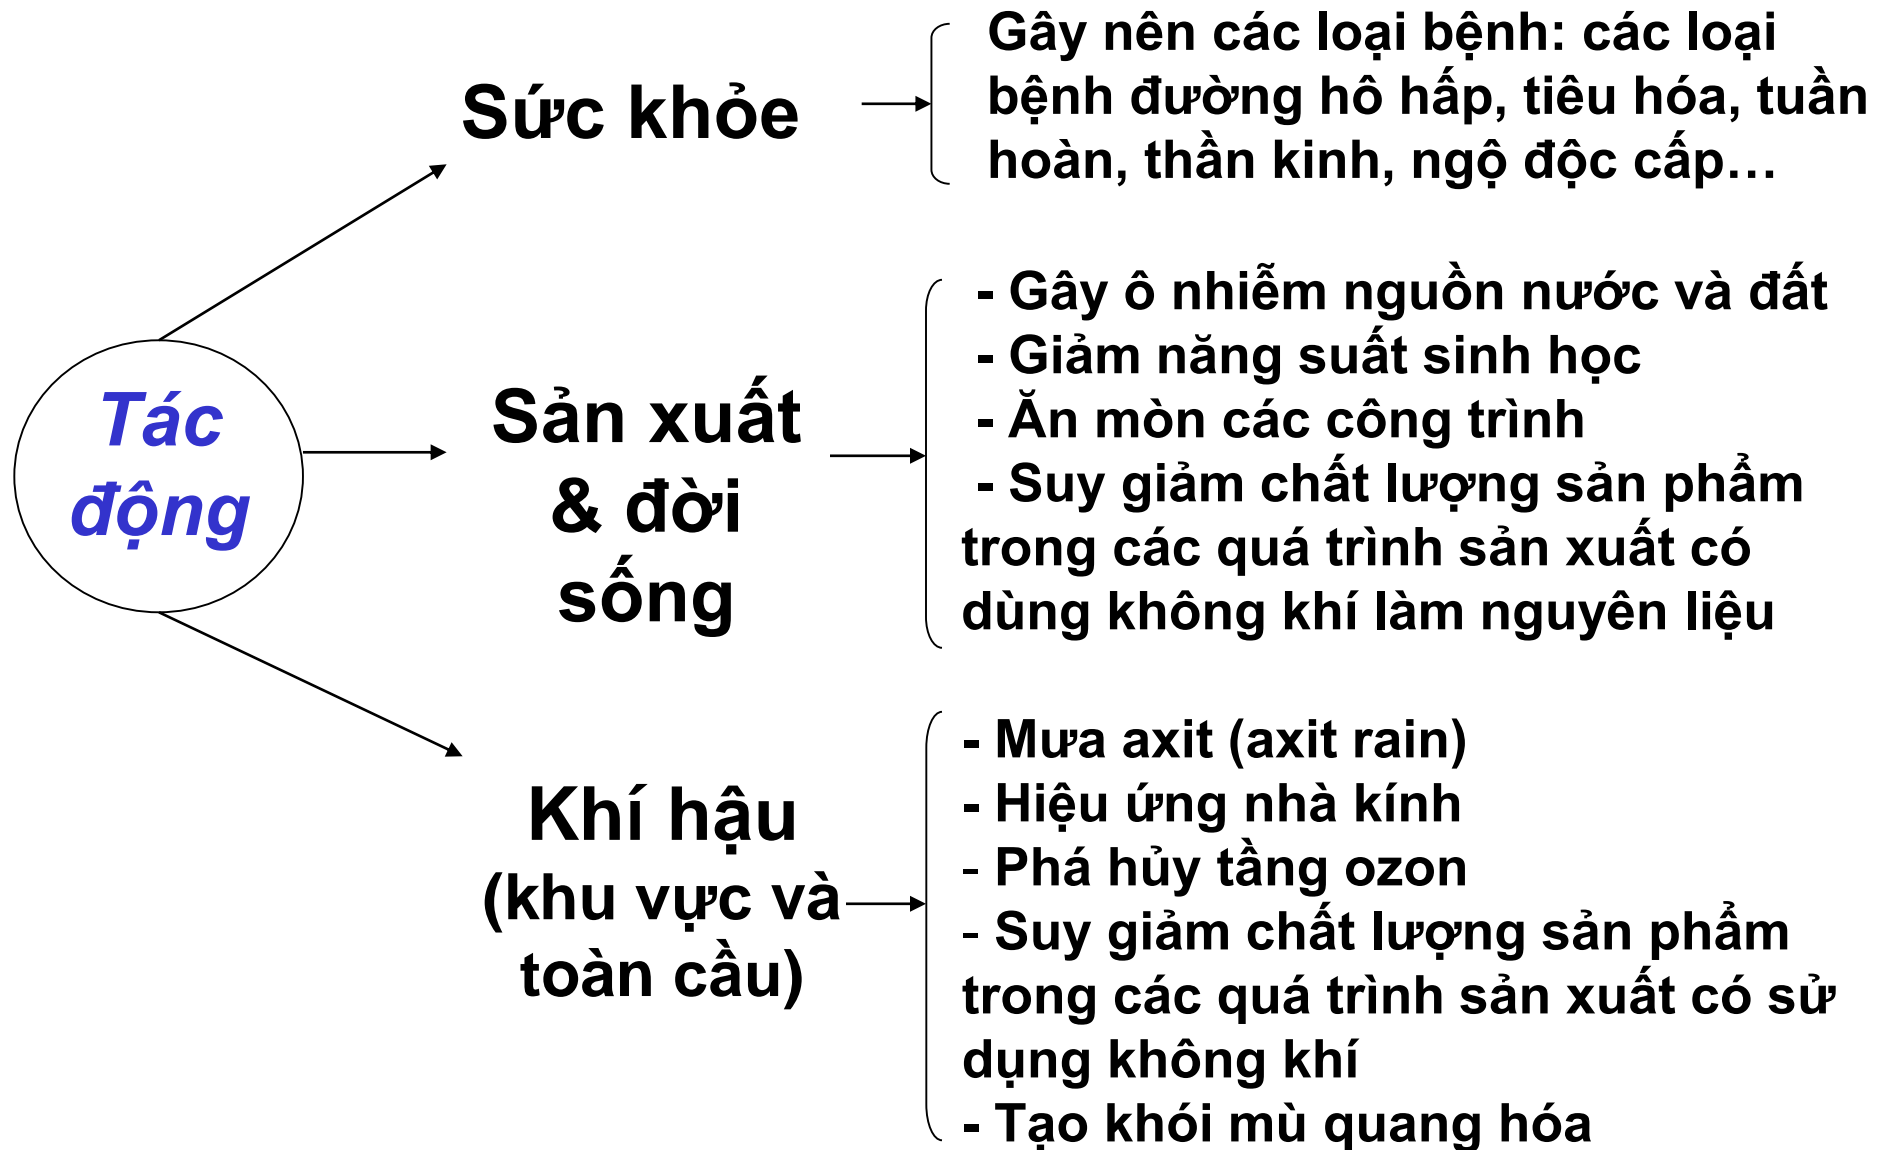 Tác
động
Sức khỏe
Gây nên các loại bệnh: các loại
bệnh đường hô hấp, tiêu hóa, tuần
hoàn, thần kinh, ngộ độc cấp…
Sản xuất
& đời
sống
- Gây ô nhiễm nguồn nước và đất
- Giảm năng suất sinh học
- Ăn mòn các công trình
- Suy giảm chất lượng sản phẩm
trong các quá trình sản xuất có
dùng không khí làm nguyên liệu
Khí hậu
(khu vực và
toàn cầu)
- Mưa axit (axit rain)
- Hiệu ứng nhà kính
- Phá hủy tầng ozon
- Suy giảm chất lượng sản phẩm
trong các quá trình sản xuất có sử
dụng không khí
- Tạo khói mù quang hóa